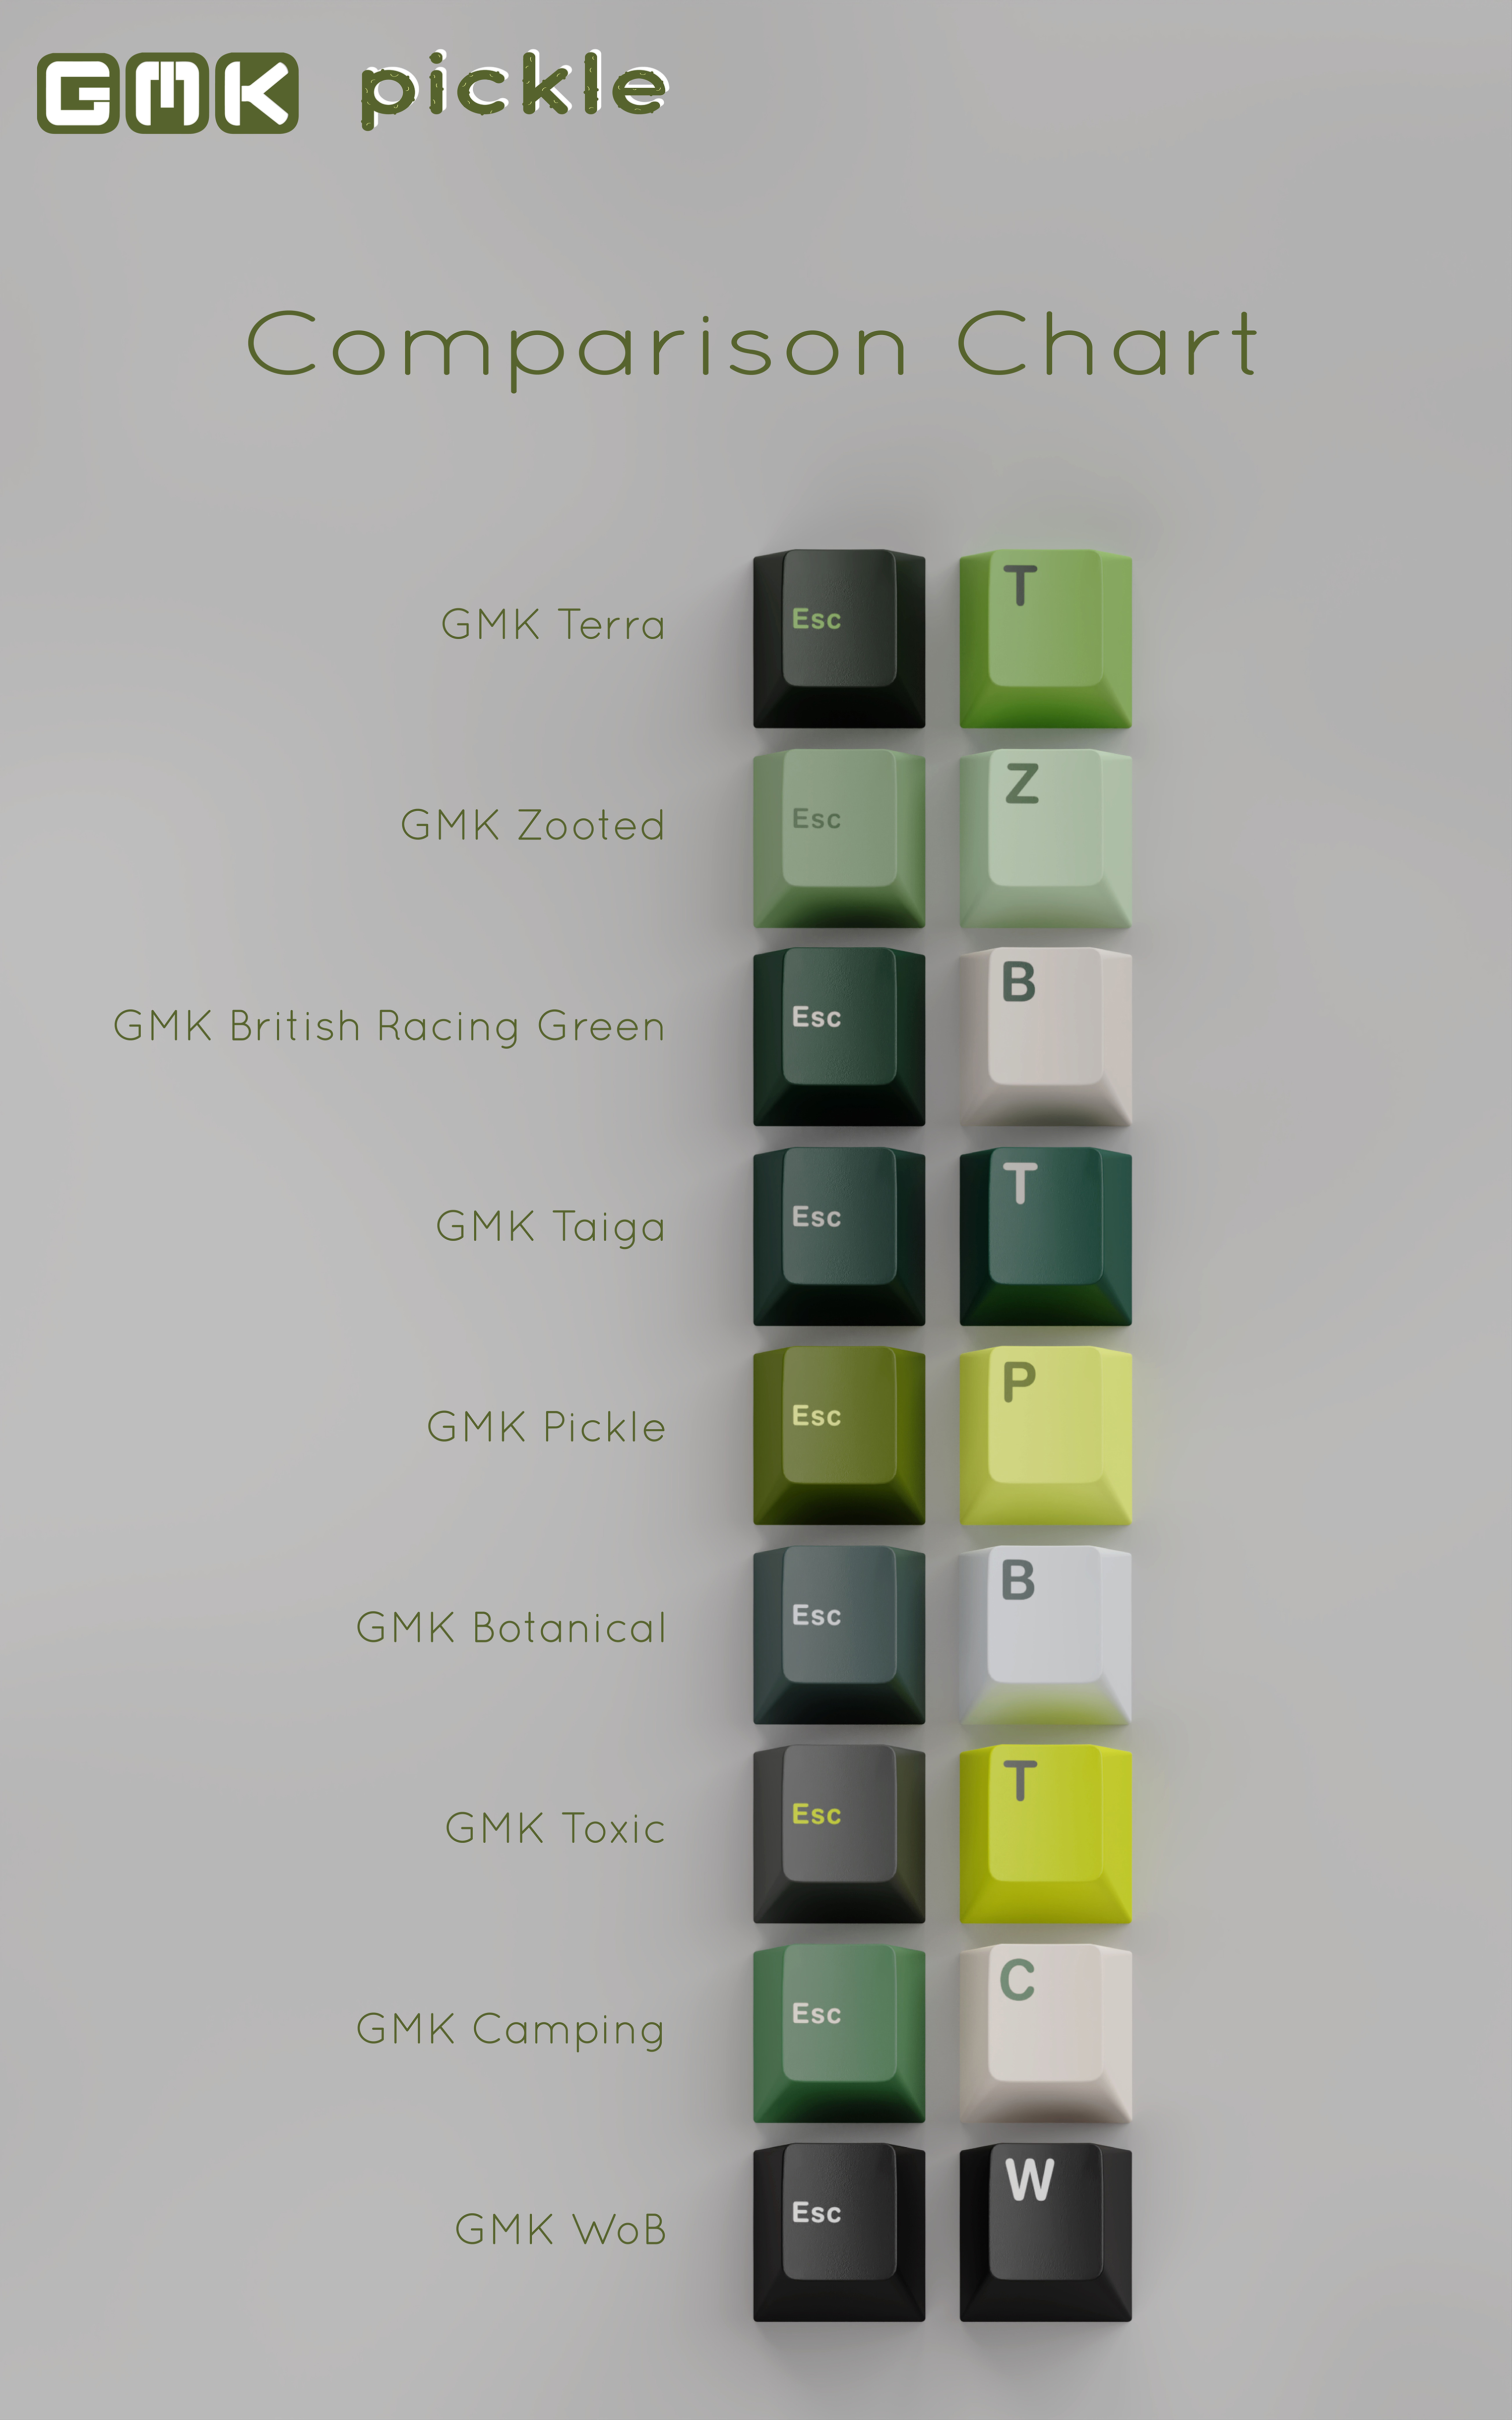 GMK pickle
Comparison Chart
GMK Terra Esc T
GMK Zooted Esc Z
GMK British Racing Green Esc B
GMK Taiga Esc T
GMK Pickle Esc P
GMK Botanical Esc B
GMK Toxic Esc T
GMK Camping Esc C
GMK WoB Esc W